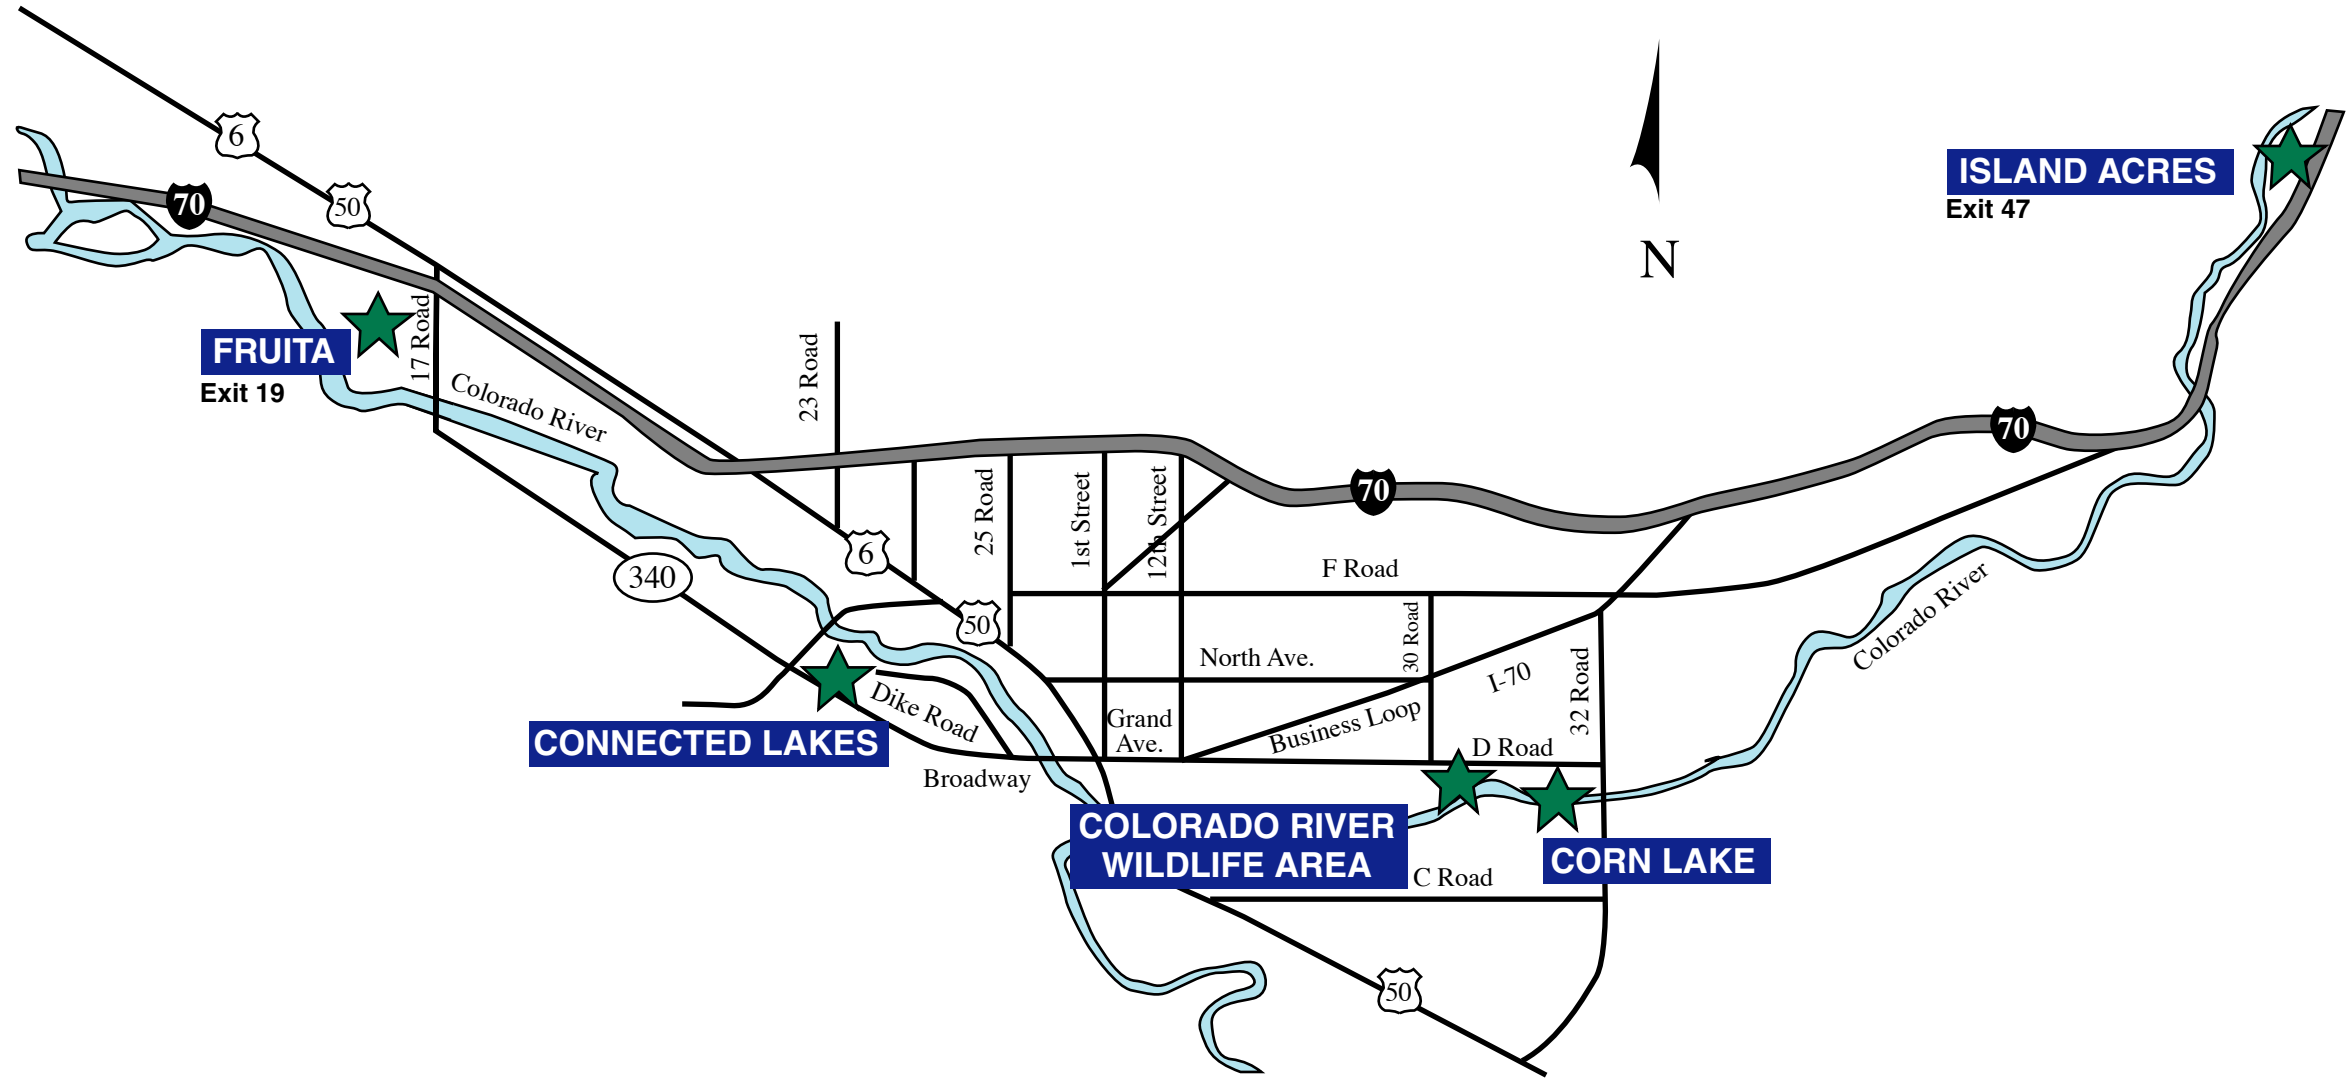 6
50
70
ISLAND ACRES
Exit 47
N
FRUITA
Exit 19
17 Road
Colorado River
23 Road
70
70
25 Road
1st Street
12th Street
6
340
F Road
50
30 Road
North Ave.
I-70
32 Road
Colorado River
Dike Road
Grand
Ave.
Business Loop
D Road
CONNECTED LAKES
Broadway
COLORADO RIVER
WILDLIFE AREA
CORN LAKE
C Road
50